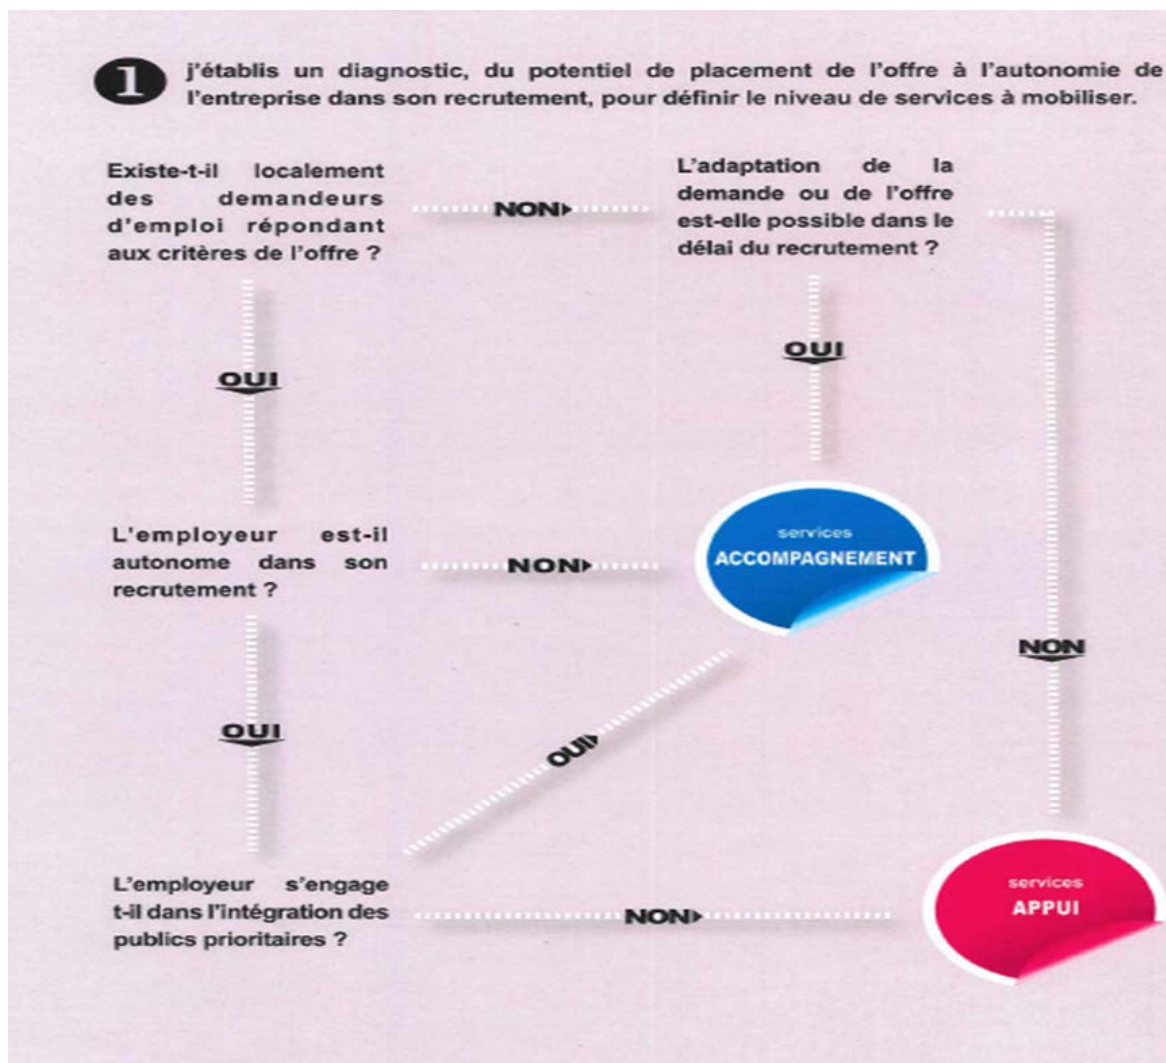 1
j'établis un diagnostic, du potentiel de placement de l'offre à l'autonomie de
l'entreprise dans son recrutement, pour définir le niveau de services à mobiliser.
Existe-t-il localement
des demandeurs
d'emploi répondant
aux critères de l'offre ?
NON
L'adaptation de la
demande ou de l'offre
est-elle possible dans le
délai du recrutement ?
OUI
OUI
L'employeur est-il
autonome dans son
recrutement ?
NON
services
ACCOMPAGNEMENT
NON
OUI
OUI
L'employeur s'engage
t-il dans l'intégration des
publics prioritaires ?
NON
services
APPUI